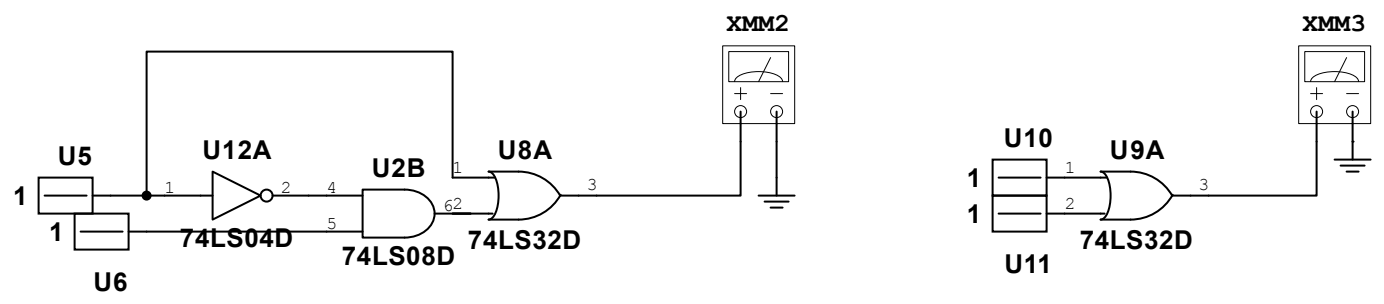 XMM2
XMM3
+ −
+ −
U5
U12A
U2B
U8A
U10
U9A
1
1 2
4
5
6
1
2
3
1
1
1
2
3
1
74LS04D
74LS08D
74LS32D
74LS32D
U6
U11